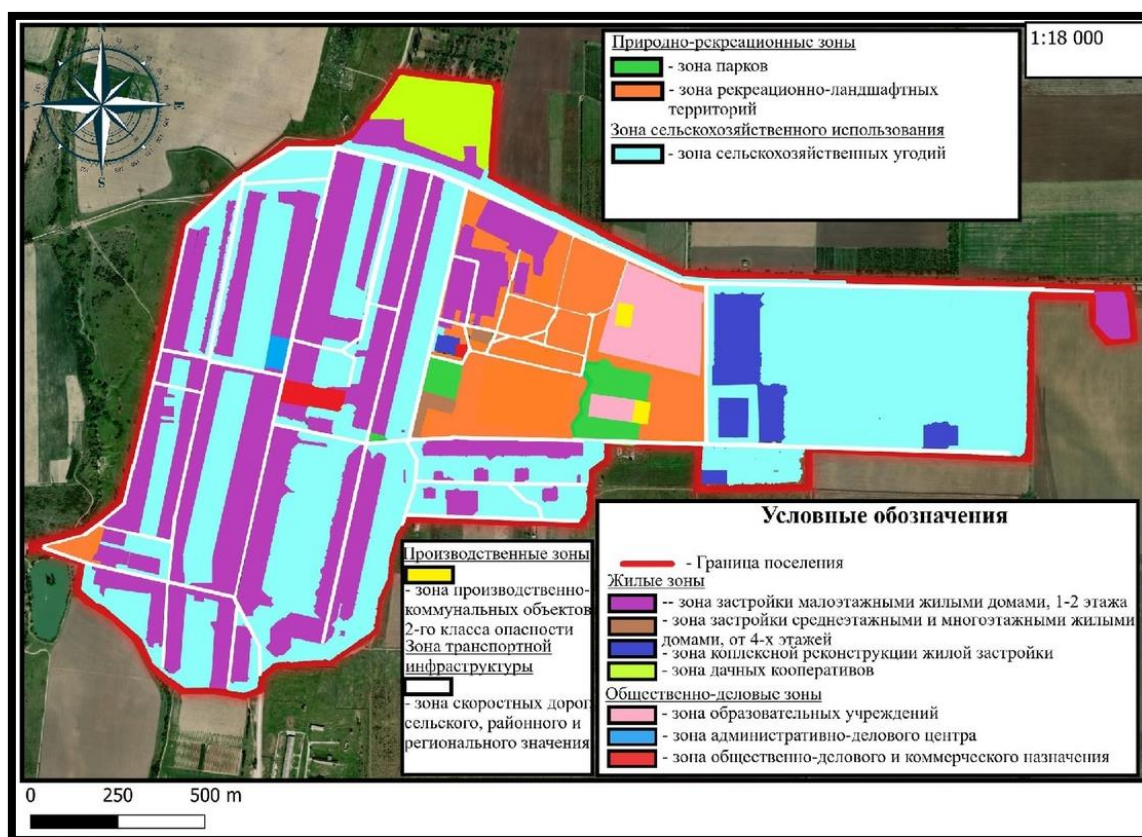 Природно-рекреационные зоны
- зона парков
- зона рекреационно-ландшафтных
территорий
Зона сельскохозяйственного использования
- зона сельскохозяйственных угодий
1:18 000
E
S
Производственные зоны
- зона производственно-
коммунальных объектов
2-го класса опасности
Зона транспортной
инфраструктуры
- зона скоростных дорог
сельского, районного и
регионального значения
Условные обозначения
- Граница поселения
Жилые зоны
-- зона застройки малоэтажными жилыми домами, 1-2 этажа
- зона застройки среднеэтажными и многоэтажными жилыми
домами, от 4-х этажей
- зона коплексной реконструкции жилой застройки
- зона дачных кооперативов
Общественно-деловые зоны
- зона образовательных учреждений
- зона административно-делового центра
- зона общественно-делового и коммерческого назначения
0 250 500 m